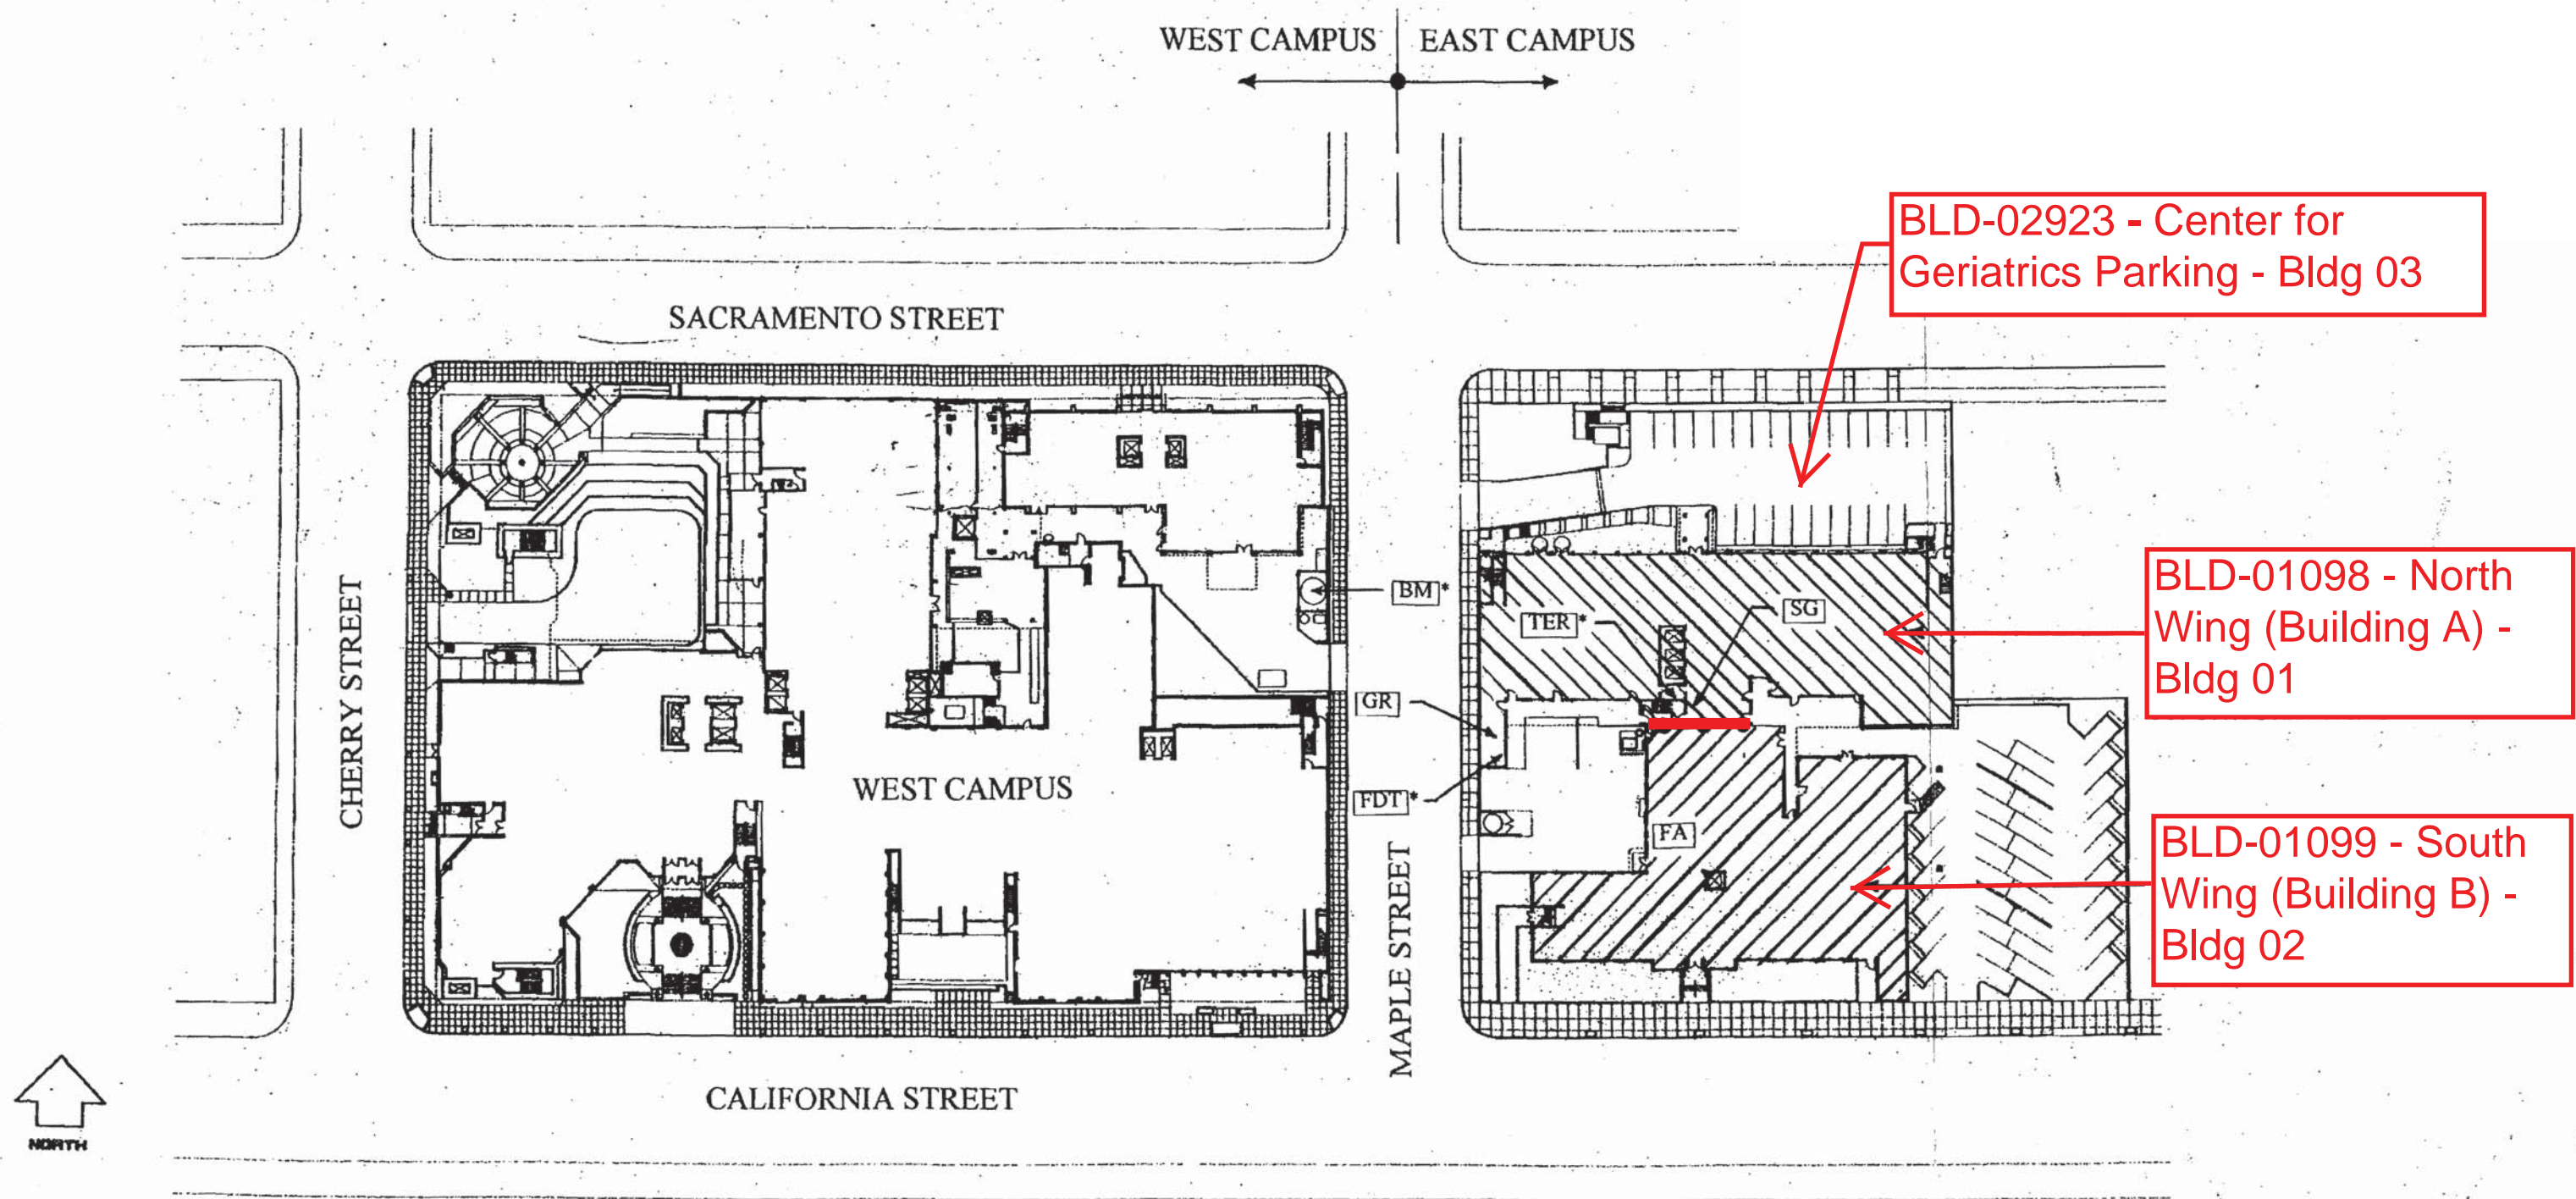 WEST CAMPUS
EAST CAMPUS
BLD-02923 - Center for
Geriatrics Parking - Bldg 03
SACRAMENTO STREET
BLD-01098 - North
Wing (Building A) -
Bldg 01
BM*
TER*
SG
GR
CHERRY STREET
WEST CAMPUS
FDT*
FA
BLD-01099 - South
Wing (Building B) -
Bldg 02
MAPLE STREET
CALIFORNIA STREET
NORTH